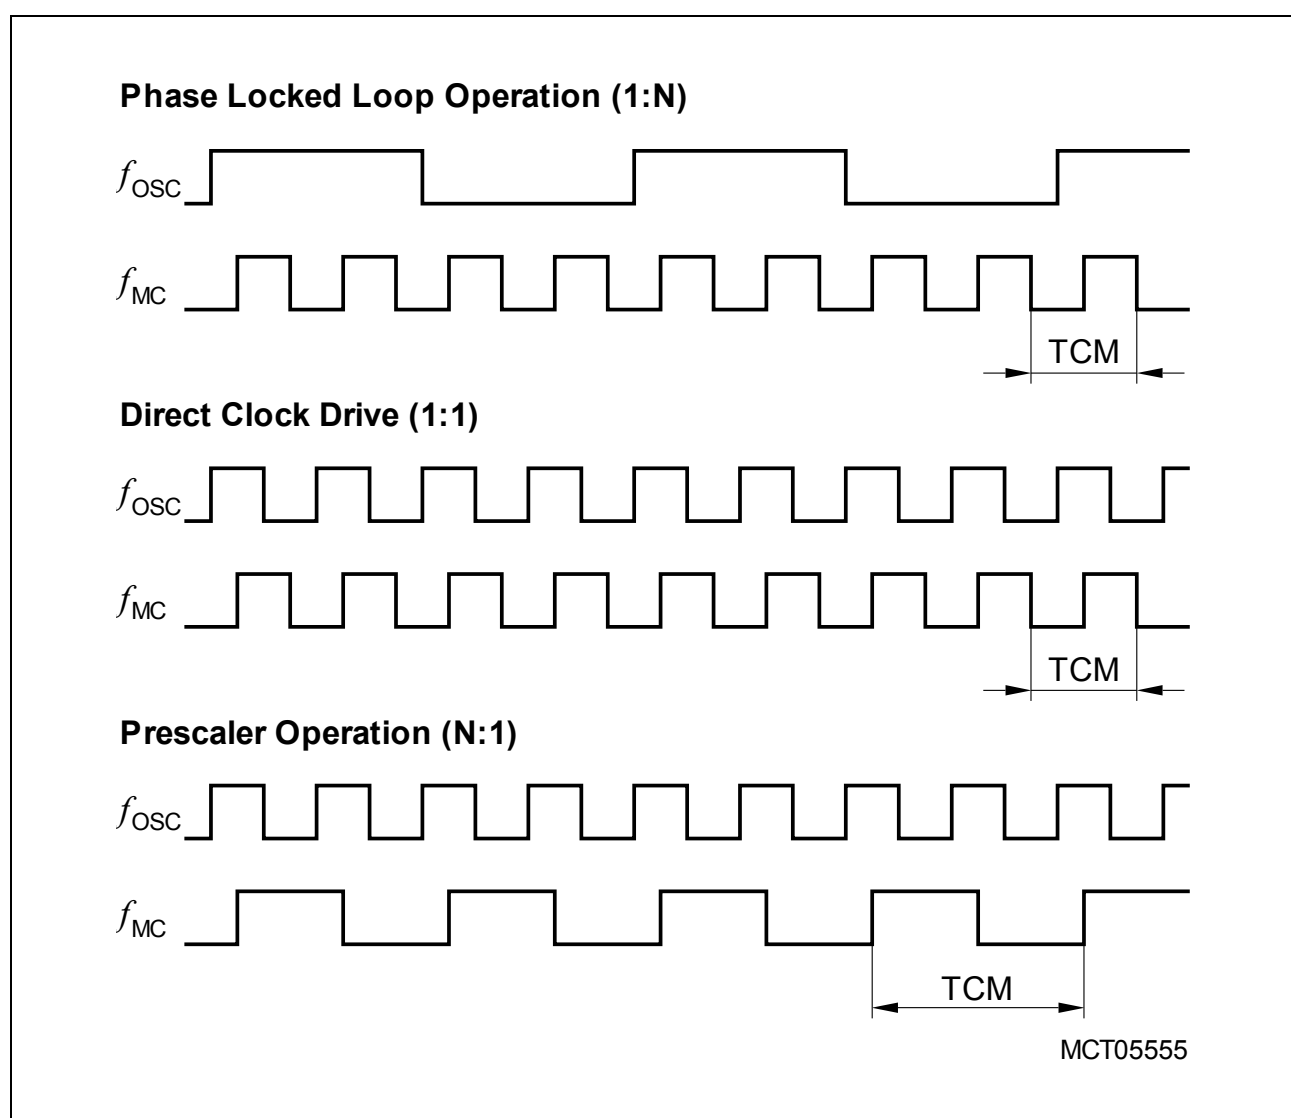 Phase Locked Loop Operation (1:N)
fOSC
fMC
TCM
Direct Clock Drive (1:1)
fOSC
fMC
TCM
Prescaler Operation (N:1)
fOSC
fMC
TCM
MCT05555